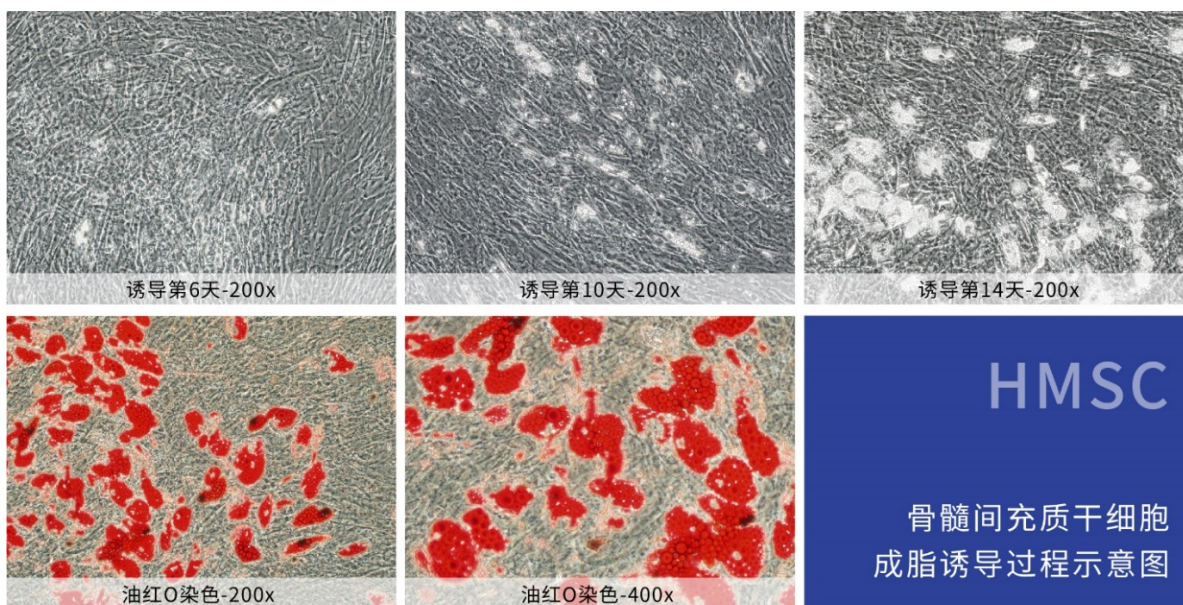 诱导第6天-200x
诱导第10天-200x
诱导第14天-200x
油红O染色-200x
油红O染色-400x
HMSC
骨髓间充质干细胞
成脂诱导过程示意图